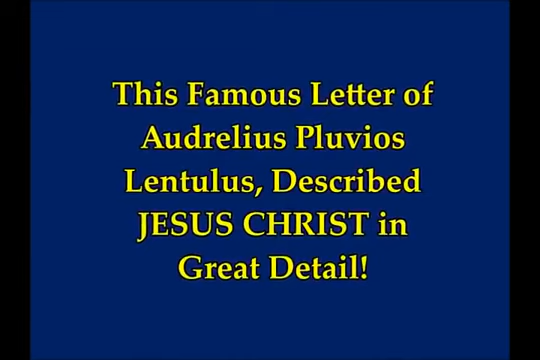 This Famous Letter of
Audrelius Pluvios
Lentulus, Described
JESUS CHRIST in
Great Detail!